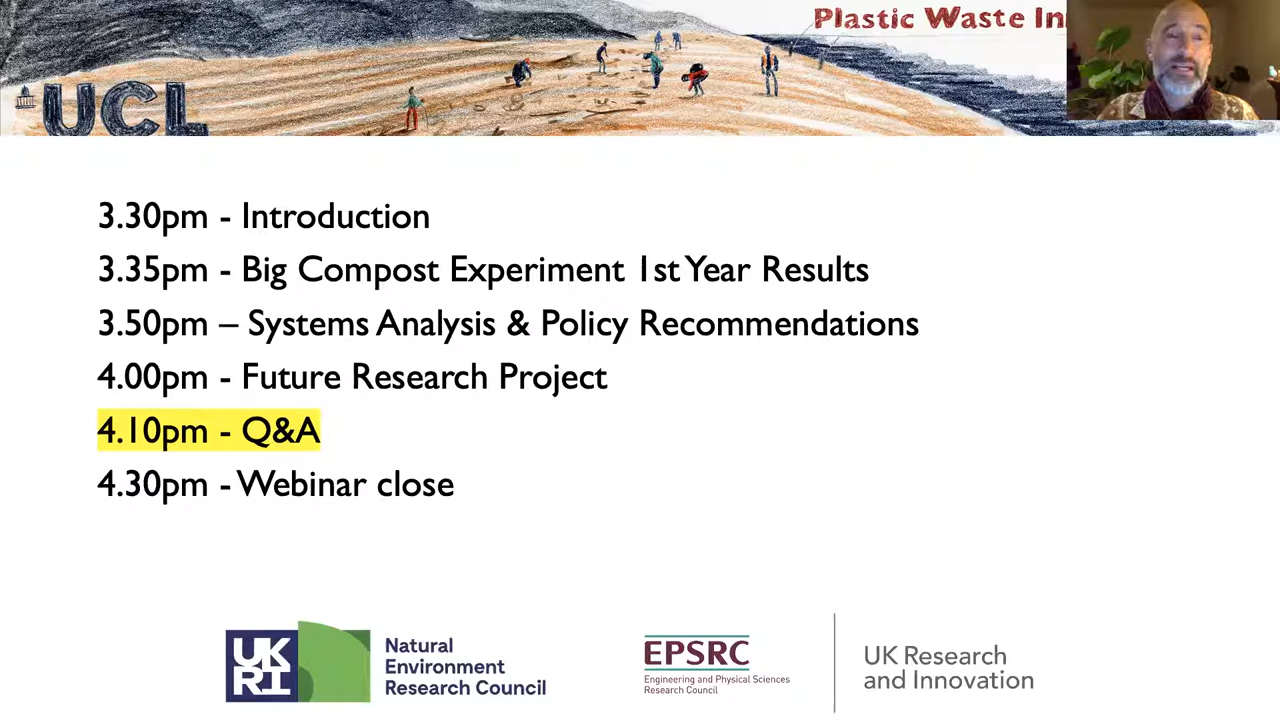 Plastic Waste In
UCL
3.30pm - Introduction
3.35pm - Big Compost Experiment 1st Year Results
3.50pm – Systems Analysis & Policy Recommendations
4.00pm - Future Research Project
4.10pm - Q&A
4.30pm - Webinar close
UK
RI
Natural
Environment
Research Council
EPSRC
Engineering and Physical Sciences
Research Council
UK Research
and Innovation